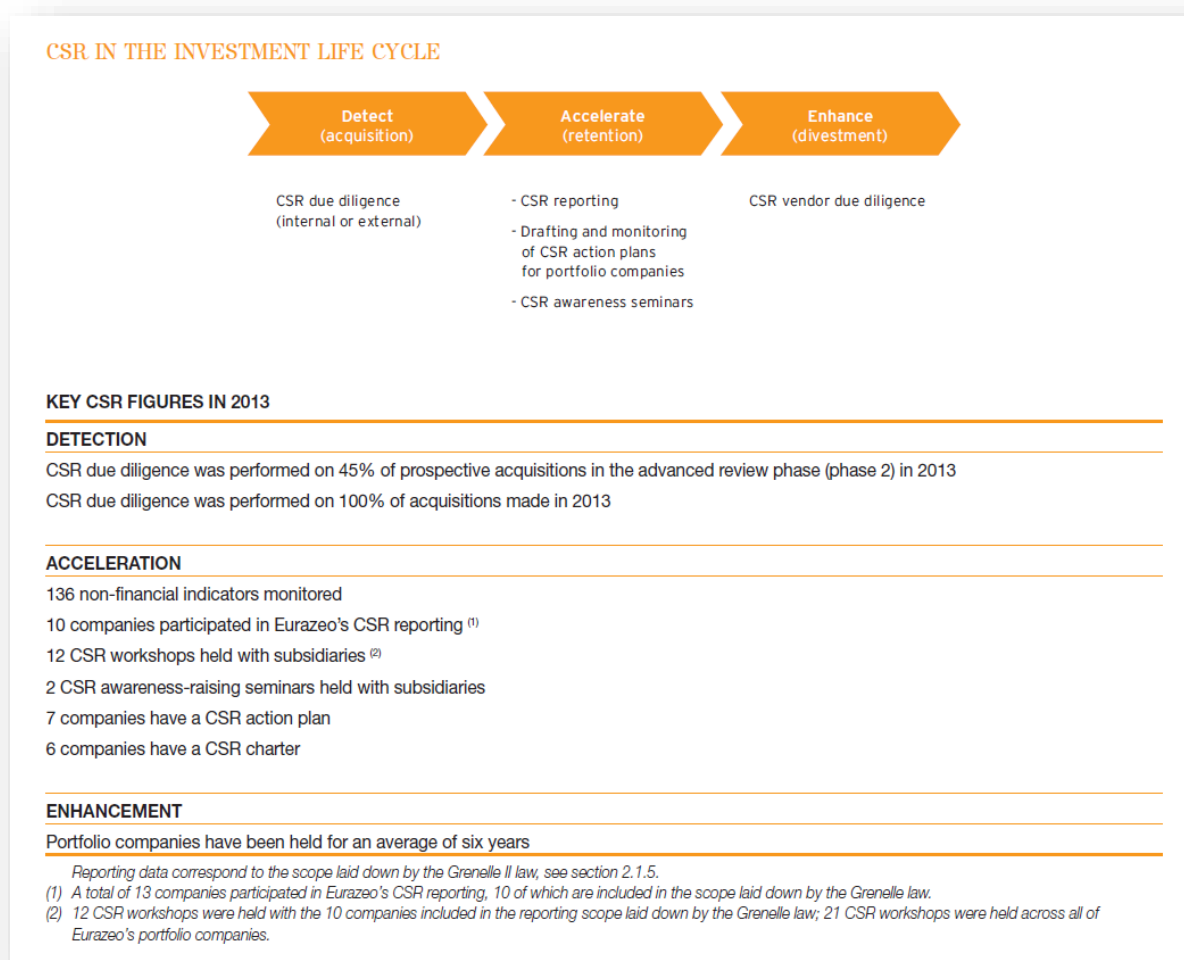 CSR IN THE INVESTMENT LIFE CYCLE
Detect
(acquisition)
Accelerate
(retention)
Enhance
(divestment)
CSR due diligence
(internal or external)
- CSR reporting
- Drafting and monitoring
of CSR action plans
for portfolio companies
- CSR awareness seminars
CSR vendor due diligence
KEY CSR FIGURES IN 2013
DETECTION
CSR due diligence was performed on 45% of prospective acquisitions in the advanced review phase (phase 2) in 2013
CSR due diligence was performed on 100% of acquisitions made in 2013
ACCELERATION
136 non-financial indicators monitored
10 companies participated in Eurazeo's CSR reporting (1)
12 CSR workshops held with subsidiaries (2)
2 CSR awareness-raising seminars held with subsidiaries
7 companies have a CSR action plan
6 companies have a CSR charter
ENHANCEMENT
Portfolio companies have been held for an average of six years
Reporting data correspond to the scope laid down by the Grenelle II law, see section 2.1.5.
(1) A total of 13 companies participated in Eurazeo's CSR reporting, 10 of which are included in the scope laid down by the Grenelle law.
(2) 12 CSR workshops were held with the 10 companies included in the reporting scope laid down by the Grenelle law; 21 CSR workshops were held across all of
Eurazeo's portfolio companies.